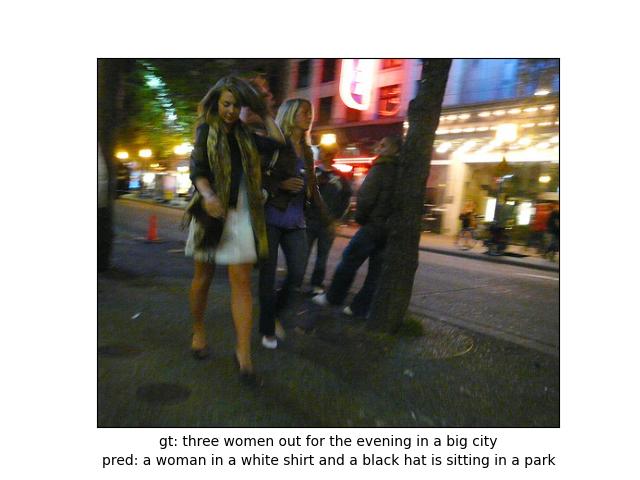 gt: three women out for the evening in a big city
pred: a woman in a white shirt and a black hat is sitting in a park